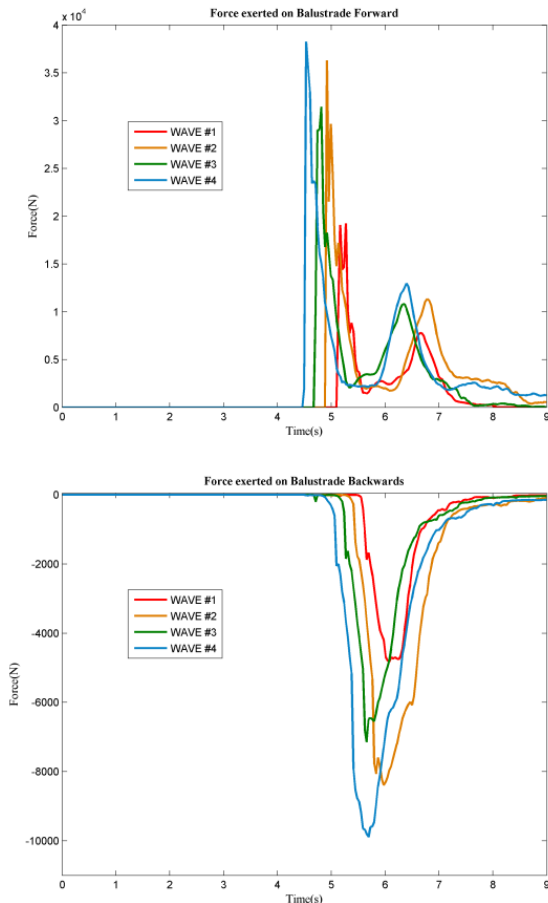 Force exerted on Balustrade Forward
x 10⁴
4
3.5
3
2.5
2
1.5
1
0.5
0
Force(N)
WAVE #1
WAVE #2
WAVE #3
WAVE #4
0 1 2 3 4 5 6 7 8 9
Time(s)
Force exerted on Balustrade Backwards
0
-2000
-4000
-6000
-8000
-10000
Force(N)
WAVE #1
WAVE #2
WAVE #3
WAVE #4
0 1 2 3 4 5 6 7 8 9
Time(s)